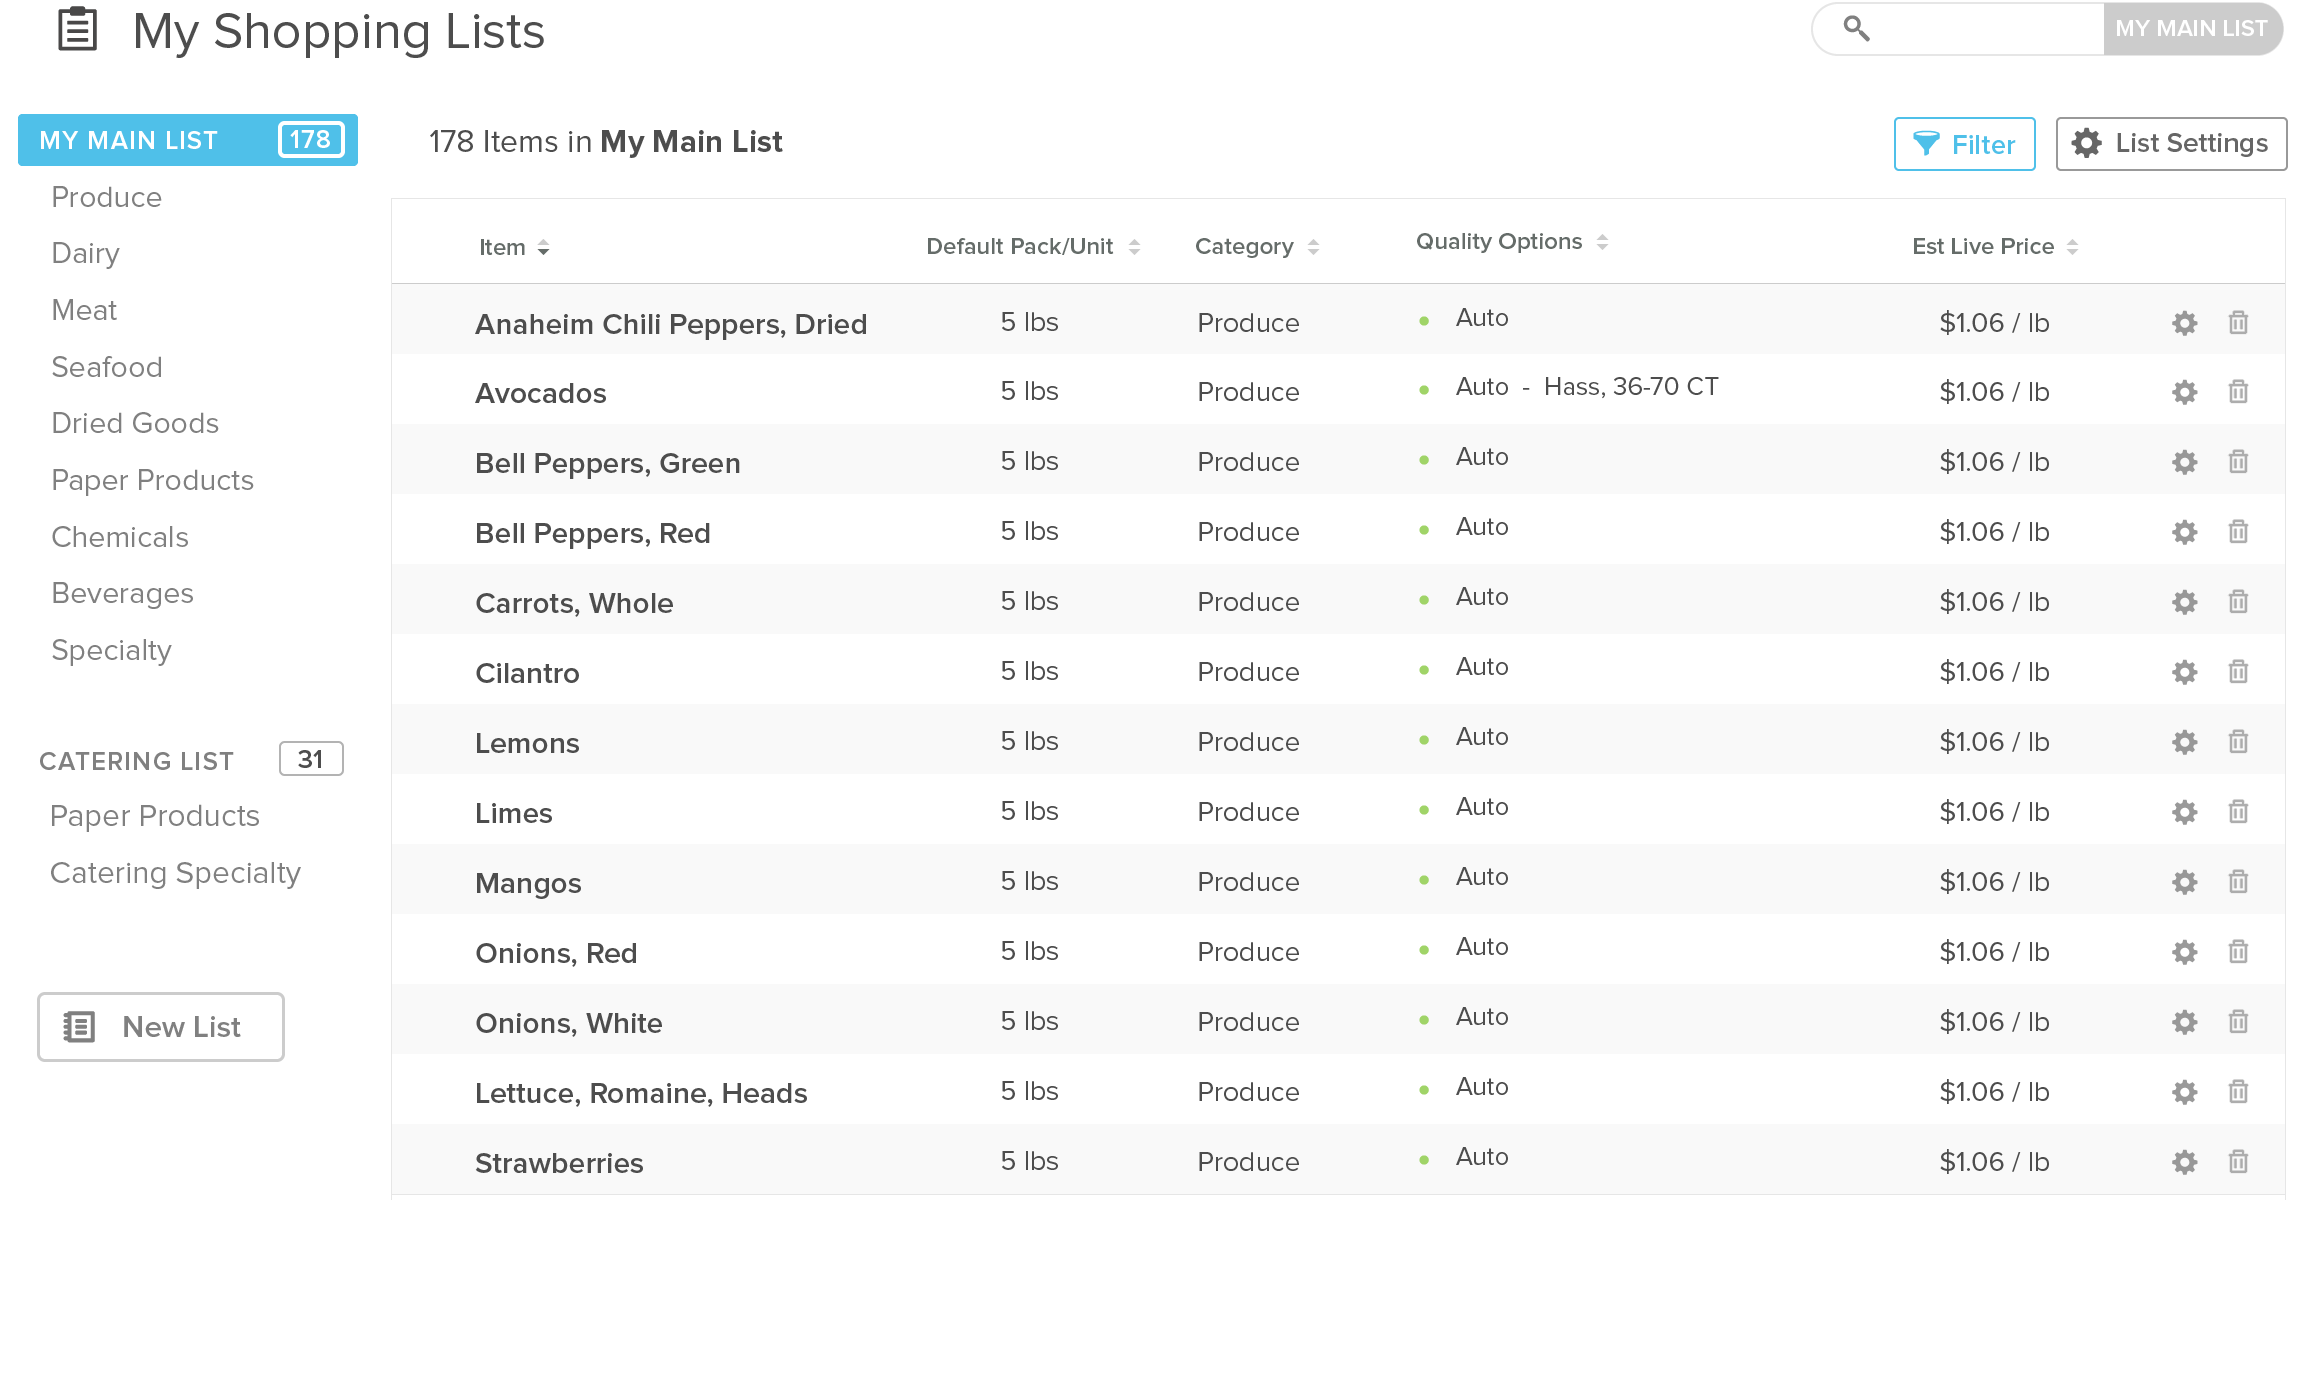 My Shopping Lists
MY MAIN LIST
MY MAIN LIST 178
Produce
Dairy
Meat
Seafood
Dried Goods
Paper Products
Chemicals
Beverages
Specialty
CATERING LIST 31
Paper Products
Catering Specialty
New List
178 Items in My Main List
Filter
List Settings
Item Default Pack/Unit Category Quality Options Est Live Price
Anaheim Chili Peppers, Dried 5 lbs Produce Auto $1.06 / lb
Avocados 5 lbs Produce Auto - Hass, 36-70 CT $1.06 / lb
Bell Peppers, Green 5 lbs Produce Auto $1.06 / lb
Bell Peppers, Red 5 lbs Produce Auto $1.06 / lb
Carrots, Whole 5 lbs Produce Auto $1.06 / lb
Cilantro 5 lbs Produce Auto $1.06 / lb
Lemons 5 lbs Produce Auto $1.06 / lb
Limes 5 lbs Produce Auto $1.06 / lb
Mangos 5 lbs Produce Auto $1.06 / lb
Onions, Red 5 lbs Produce Auto $1.06 / lb
Onions, White 5 lbs Produce Auto $1.06 / lb
Lettuce, Romaine, Heads 5 lbs Produce Auto $1.06 / lb
Strawberries 5 lbs Produce Auto $1.06 / lb